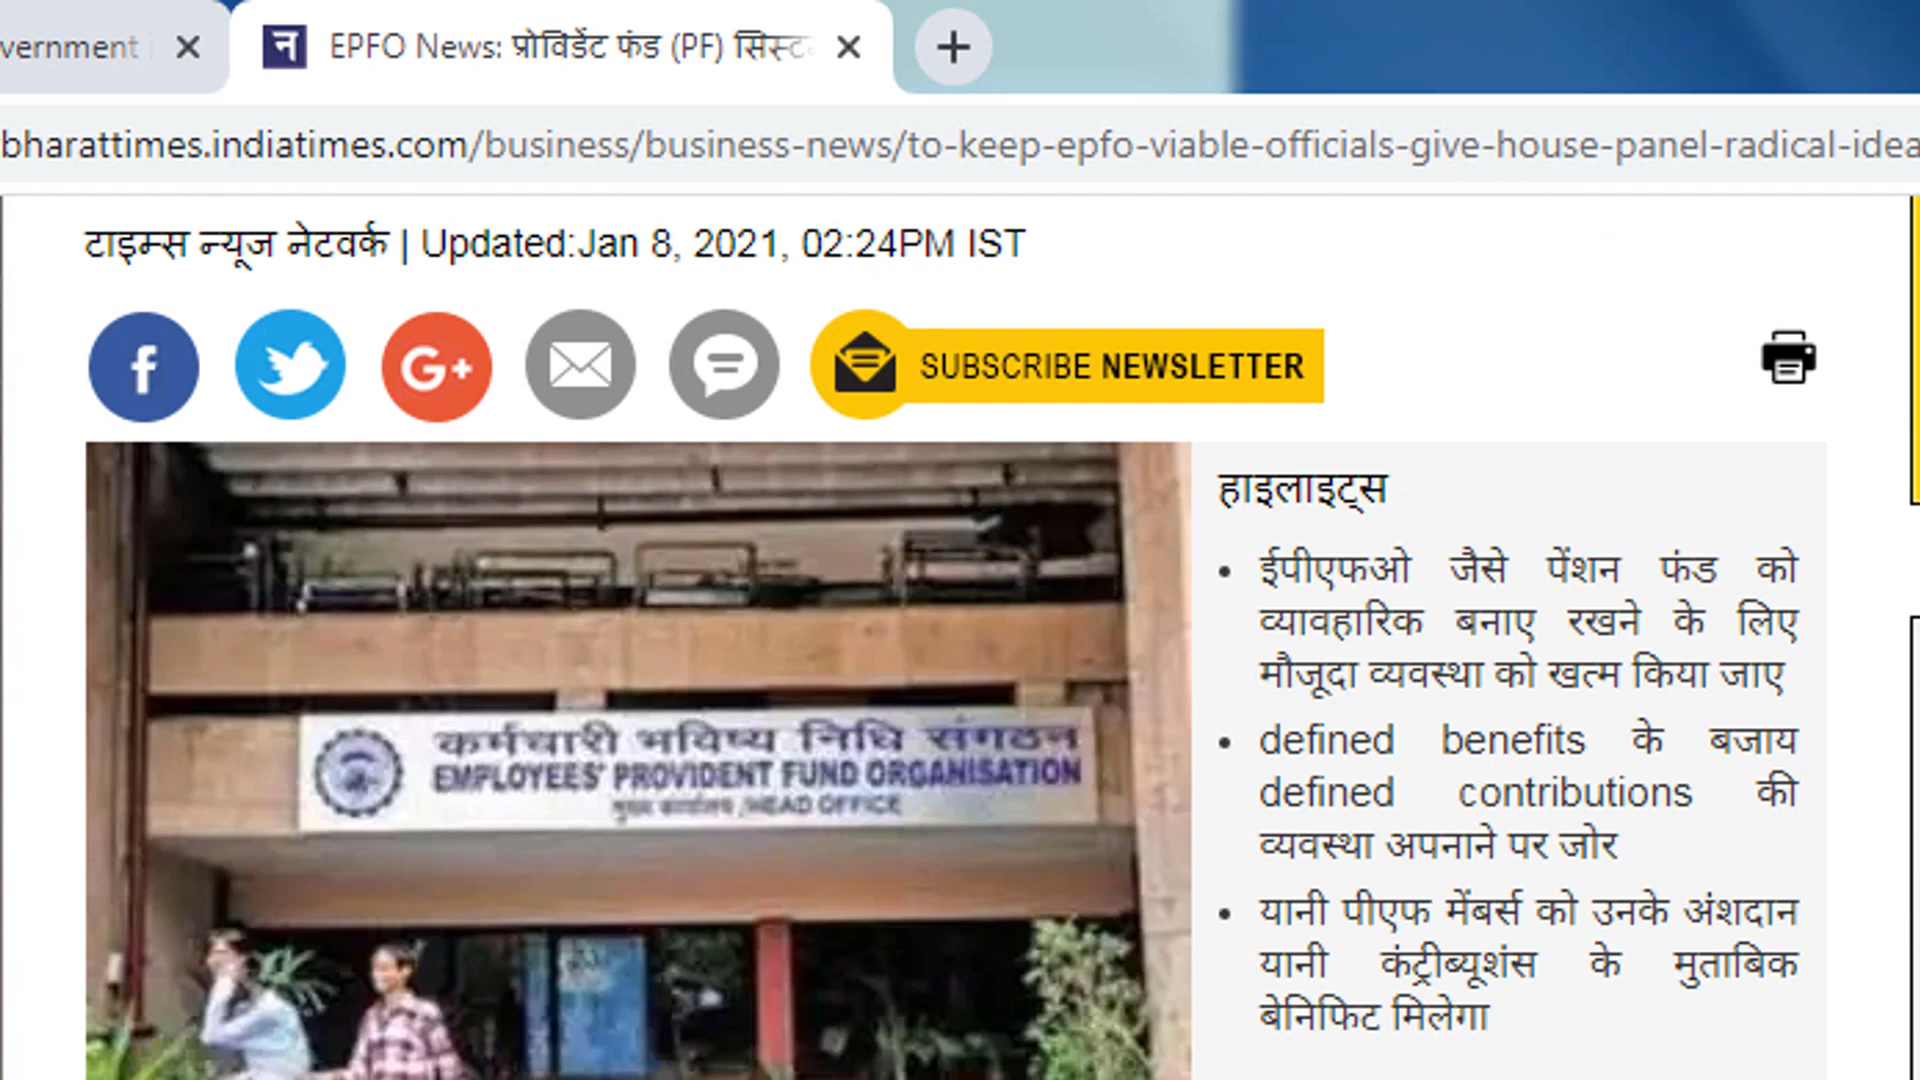 vernment
न EPFO News: प्रोविडेंट फंड (PF) सिस्ट
bharattimes.indiatimes.com/business/business-news/to-keep-epfo-viable-officials-give-house-panel-radical-idea
टाइम्स न्यूज नेटवर्क | Updated:Jan 8, 2021, 02:24PM IST
f G+ SUBSCRIBE NEWSLETTER
कर्मचारी भविष्य निधि संगठन
EMPLOYEES' PROVIDENT FUND ORGANISATION
मुख्य कार्यालय /HEAD OFFICE
हाइलाइट्स
• ईपीएफओ जैसे पेंशन फंड को
व्यावहारिक बनाए रखने के लिए
मौजूदा व्यवस्था को खत्म किया जाए
• defined benefits के बजाय
defined contributions की
व्यवस्था अपनाने पर जोर
• यानी पीएफ मेंबर्स को उनके अंशदान
यानी कंट्रीब्यूशंस के मुताबिक
बेनिफिट मिलेगा